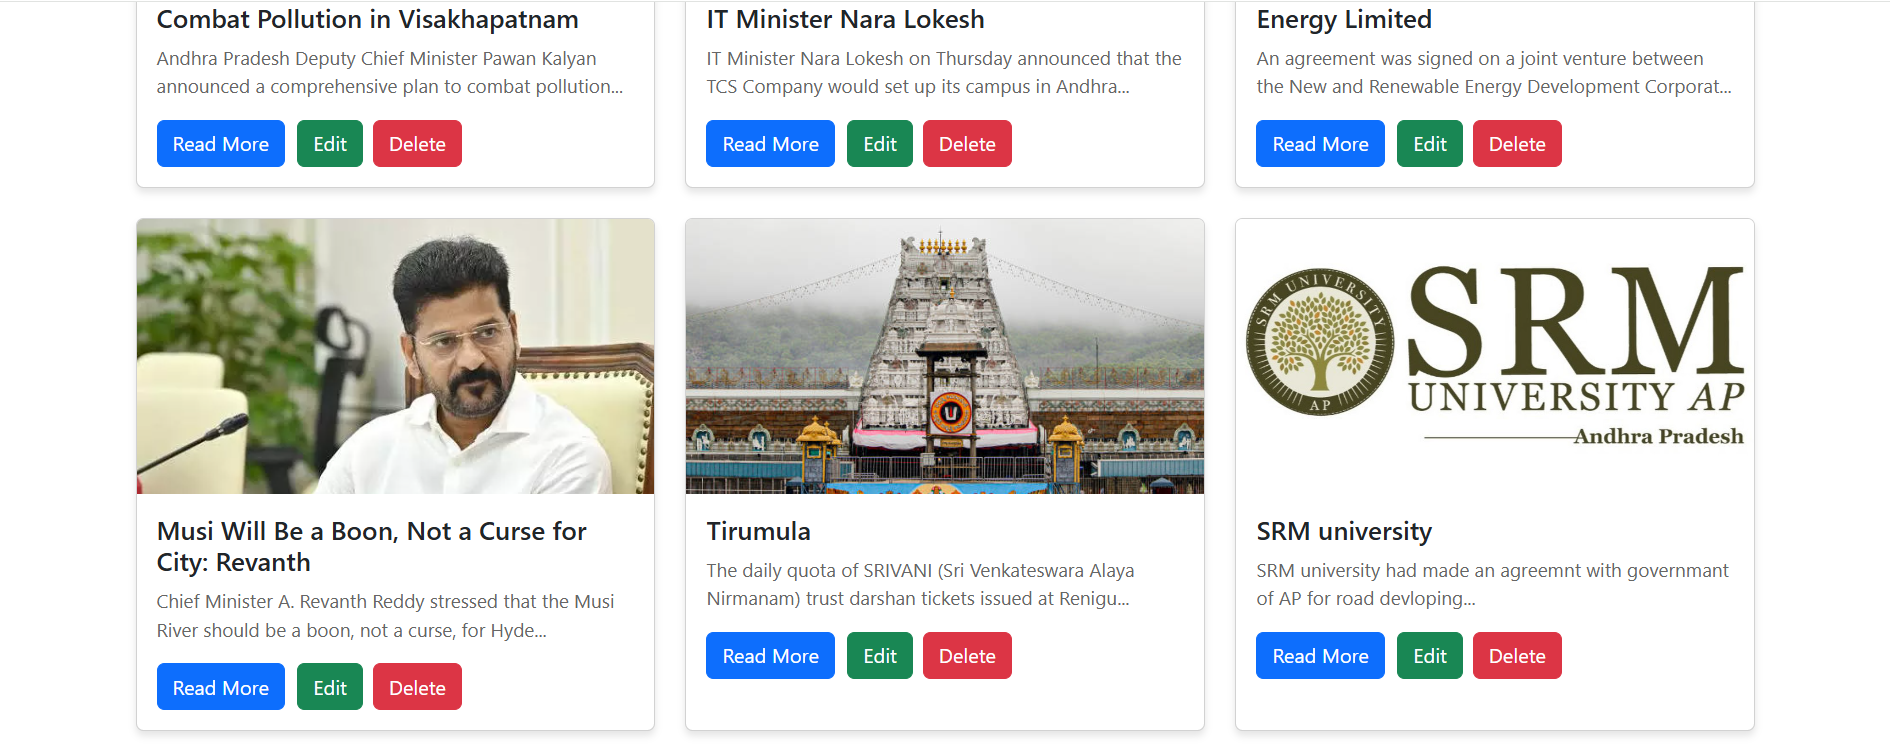 Combat Pollution in Visakhapatnam
Andhra Pradesh Deputy Chief Minister Pawan Kalyan
announced a comprehensive plan to combat pollution...
Read More Edit Delete
IT Minister Nara Lokesh
IT Minister Nara Lokesh on Thursday announced that the
TCS Company would set up its campus in Andhra...
Read More Edit Delete
Energy Limited
An agreement was signed on a joint venture between
the New and Renewable Energy Development Corporat...
Read More Edit Delete
Musi Will Be a Boon, Not a Curse for
City: Revanth
Chief Minister A. Revanth Reddy stressed that the Musi
River should be a boon, not a curse, for Hyde...
Read More Edit Delete
Tirumula
The daily quota of SRIVANI (Sri Venkateswara Alaya
Nirmanam) trust darshan tickets issued at Renigu...
Read More Edit Delete
SRM UNIVERSITY
AP
SRM
UNIVERSITY AP
Andhra Pradesh
SRM university
SRM university had made an agreemnt with governmant
of AP for road devloping...
Read More Edit Delete